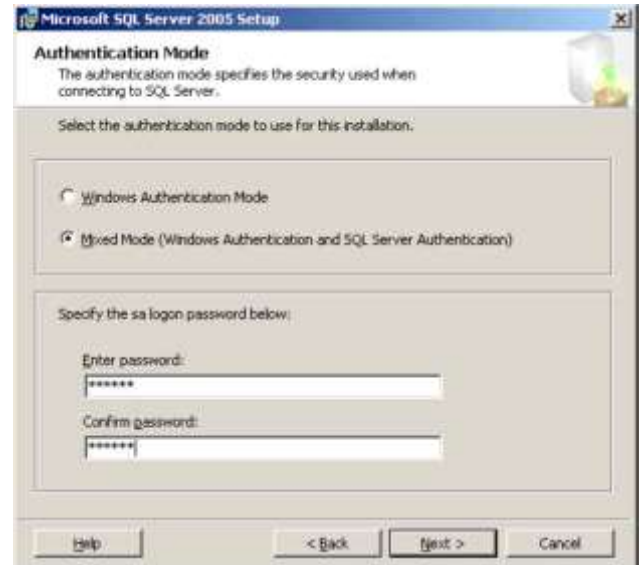 Microsoft SQL Server 2005 Setup
Authentication Mode
The authentication mode specifies the security used when
connecting to SQL Server.
Select the authentication mode to use for this installation.
Windows Authentication Mode
Mixed Mode (Windows Authentication and SQL Server Authentication)
Specify the sa logon password below:
Enter password:
******
Confirm password:
******
Help
< Back
Next >
Cancel